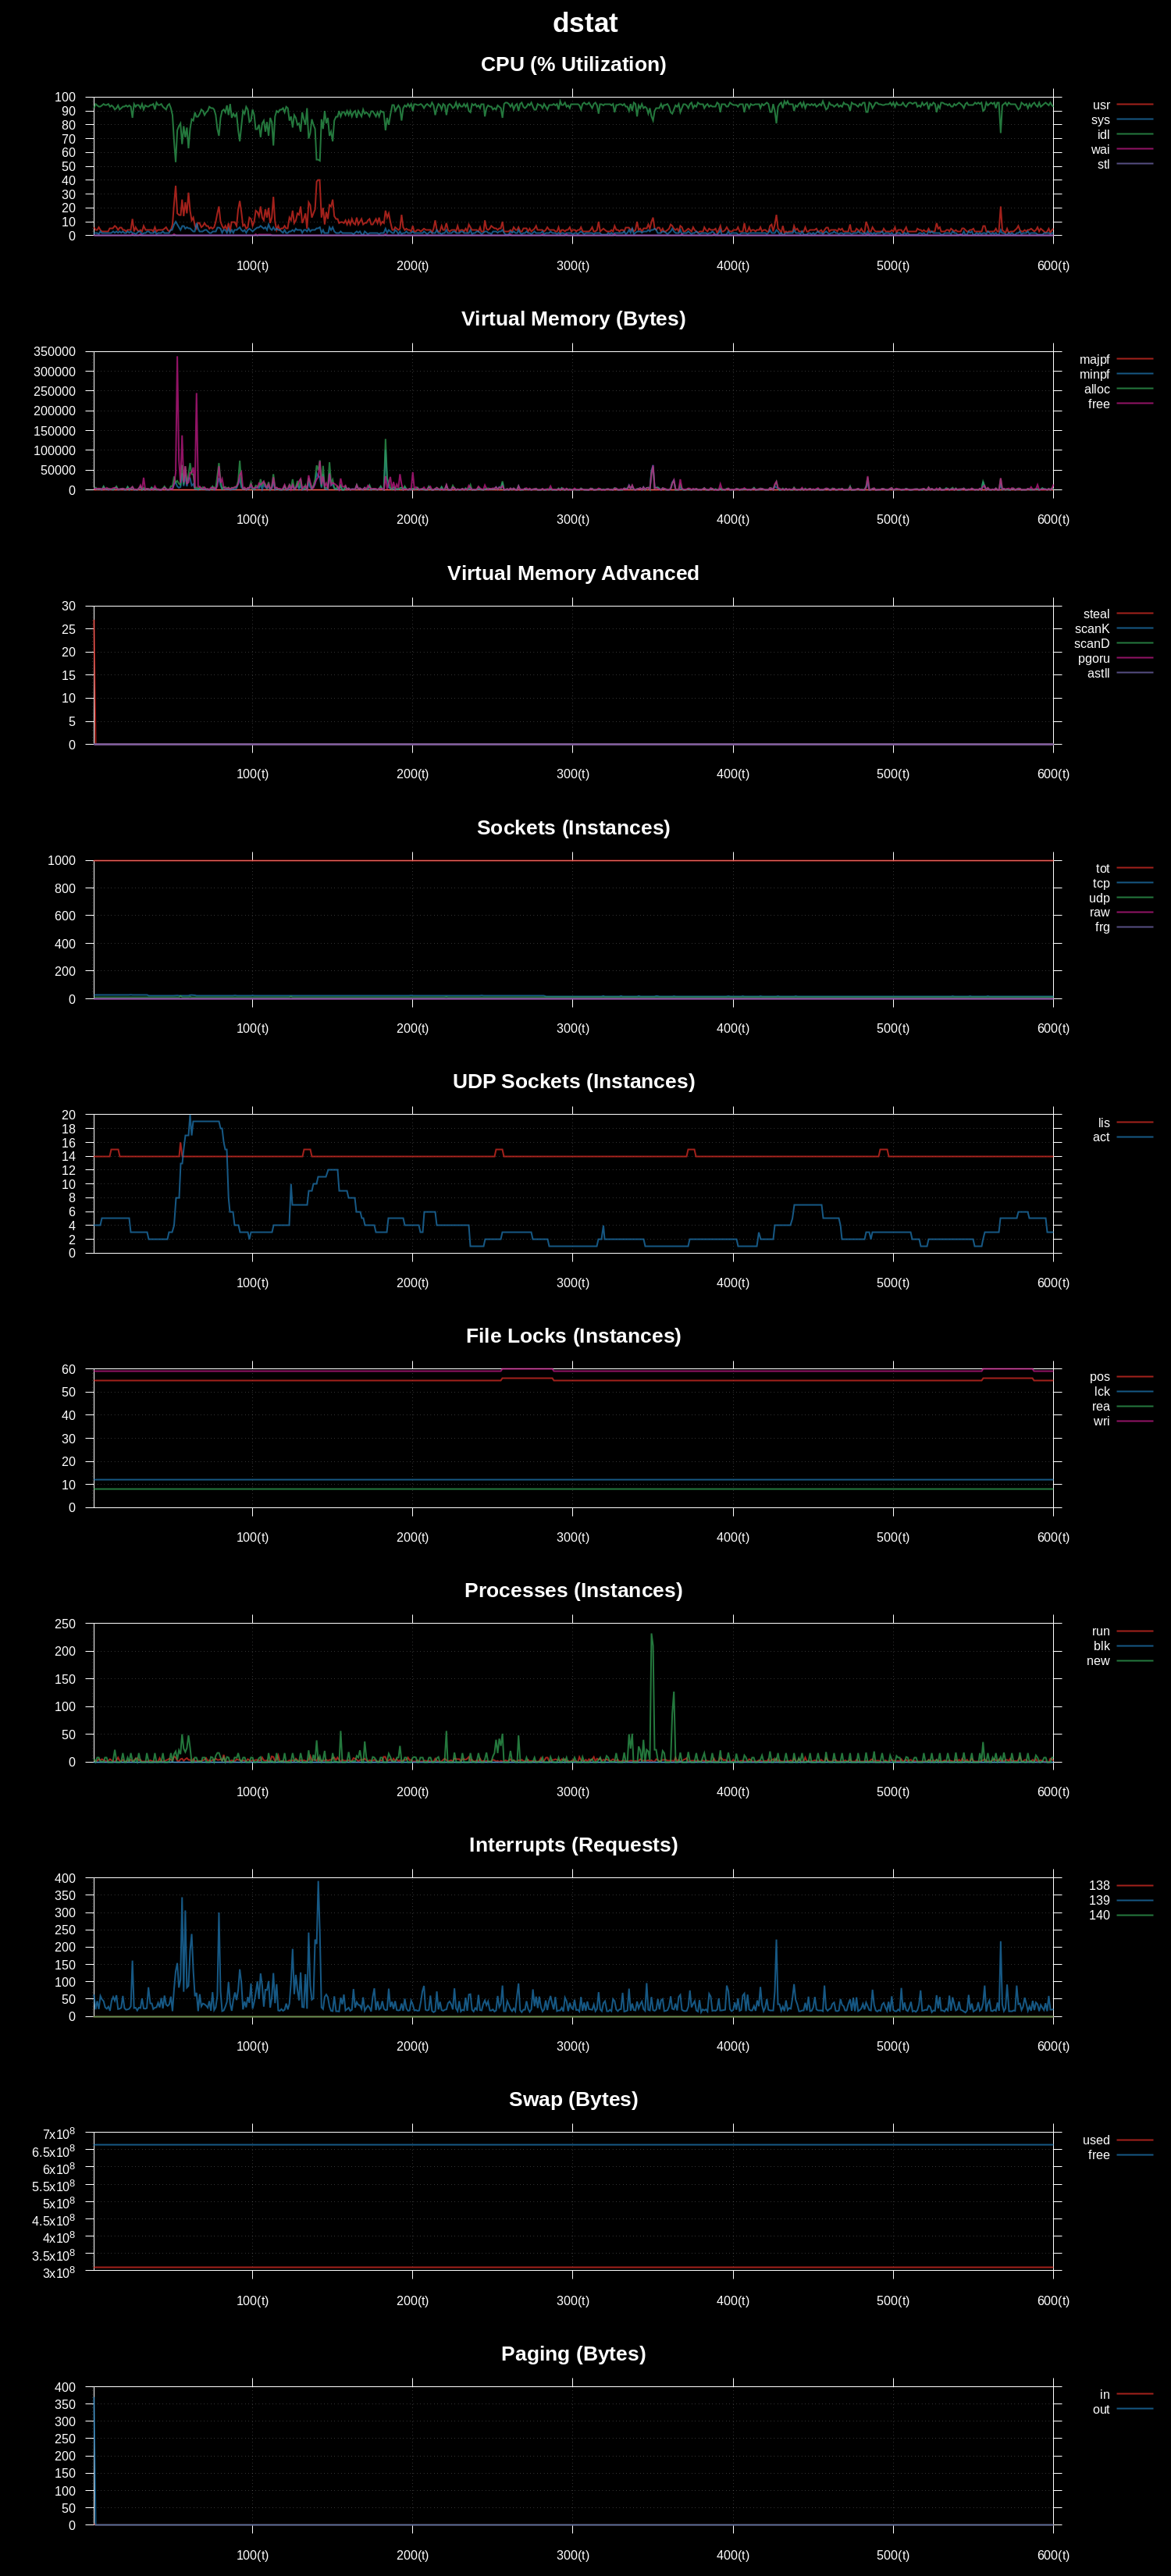 dstat
CPU (% Utilization)
100
90
80
70
60
50
40
30
20
10
0
100(t) 200(t) 300(t) 400(t) 500(t) 600(t)
usr
sys
idl
wai
stl
Virtual Memory (Bytes)
350000
300000
250000
200000
150000
100000
50000
0
100(t) 200(t) 300(t) 400(t) 500(t) 600(t)
majpf
minpf
alloc
free
Virtual Memory Advanced
30
25
20
15
10
5
0
100(t) 200(t) 300(t) 400(t) 500(t) 600(t)
steal
scanK
scanD
pgoru
astll
Sockets (Instances)
1000
800
600
400
200
0
100(t) 200(t) 300(t) 400(t) 500(t) 600(t)
tot
tcp
udp
raw
frg
UDP Sockets (Instances)
20
18
16
14
12
10
8
6
4
2
0
100(t) 200(t) 300(t) 400(t) 500(t) 600(t)
lis
act
File Locks (Instances)
60
50
40
30
20
10
0
100(t) 200(t) 300(t) 400(t) 500(t) 600(t)
pos
lck
rea
wri
Processes (Instances)
250
200
150
100
50
0
100(t) 200(t) 300(t) 400(t) 500(t) 600(t)
run
blk
new
Interrupts (Requests)
400
350
300
250
200
150
100
50
0
100(t) 200(t) 300(t) 400(t) 500(t) 600(t)
138
139
140
Swap (Bytes)
7x10⁸
6.5x10⁸
6x10⁸
5.5x10⁸
5x10⁸
4.5x10⁸
4x10⁸
3.5x10⁸
3x10⁸
100(t) 200(t) 300(t) 400(t) 500(t) 600(t)
used
free
Paging (Bytes)
400
350
300
250
200
150
100
50
0
100(t) 200(t) 300(t) 400(t) 500(t) 600(t)
in
out